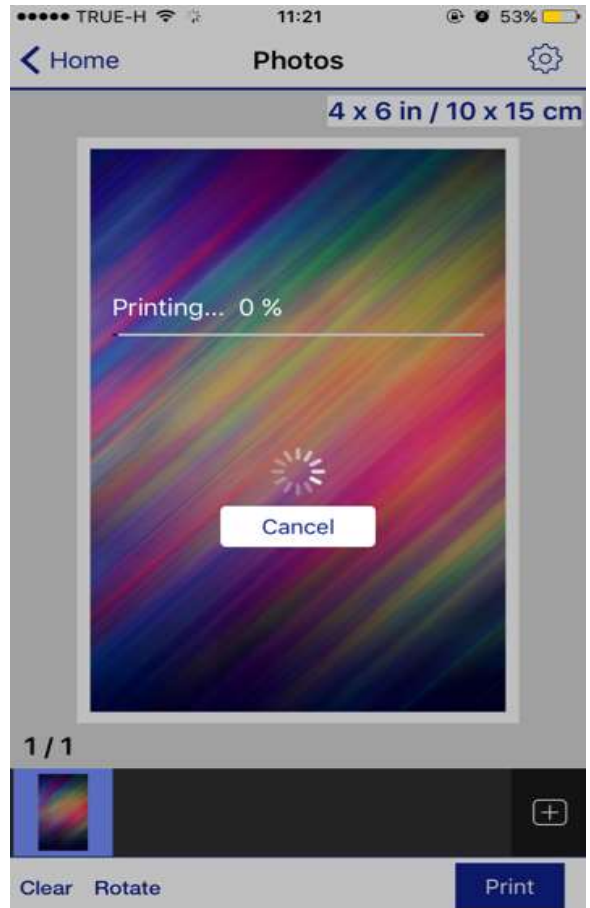 ●●●●● TRUE-H 11:21 53%
Home Photos
4 x 6 in / 10 x 15 cm
Printing... 0 %
Cancel
1 / 1
Clear Rotate Print